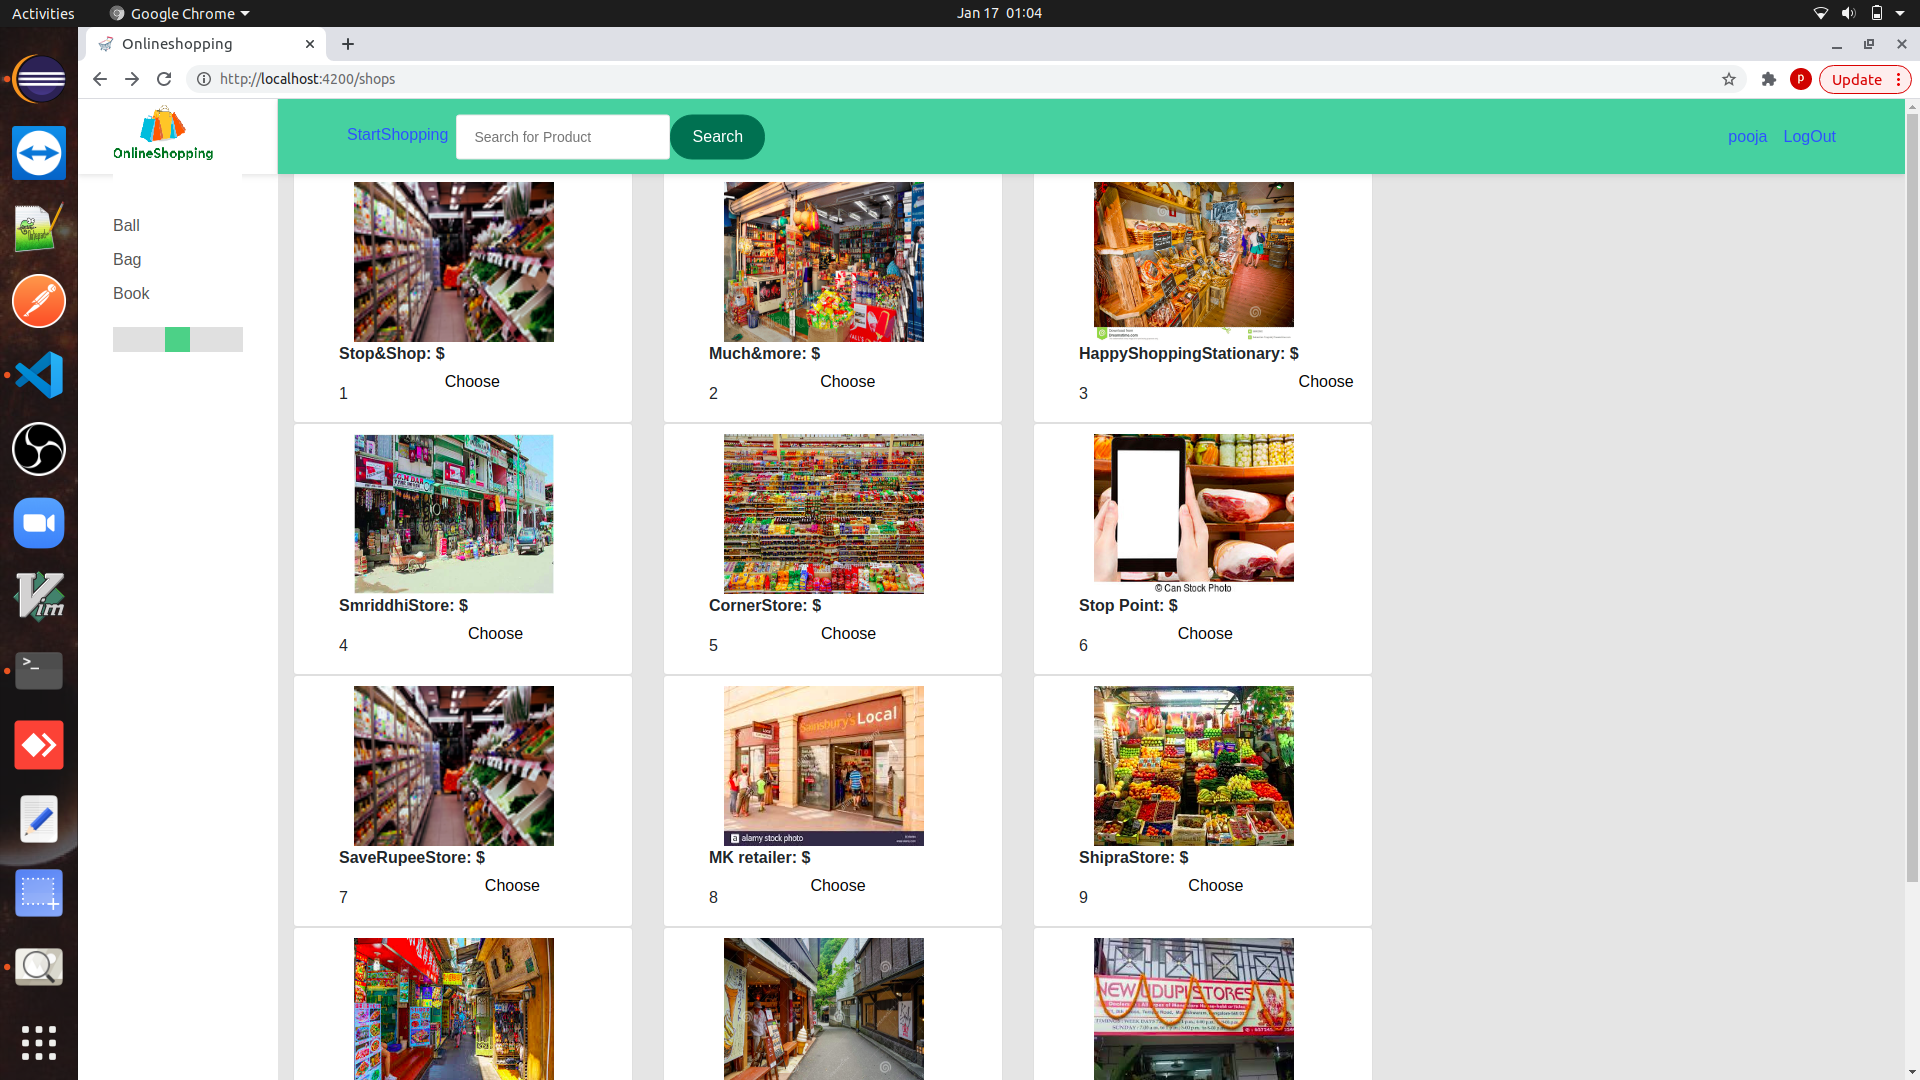 Activities
Google Chrome
Jan 17 01:04
Onlineshopping
http://localhost:4200/shops
P
Update
OnlineShopping
StartShopping
Search for Product
Search
pooja
LogOut
Ball
Bag
Book
Stop&Shop: $
Choose
1
Much&more: $
Choose
2
HappyShoppingStationary: $
Choose
3
© Can Stock Photo
SmriddhiStore: $
Choose
4
CornerStore: $
Choose
5
Stop Point: $
Choose
6
Sainsbury's Local
a alamy stock photo
SaveRupeeStore: $
Choose
7
MK retailer: $
Choose
8
ShipraStore: $
Choose
9
NEW UDUPI STORES